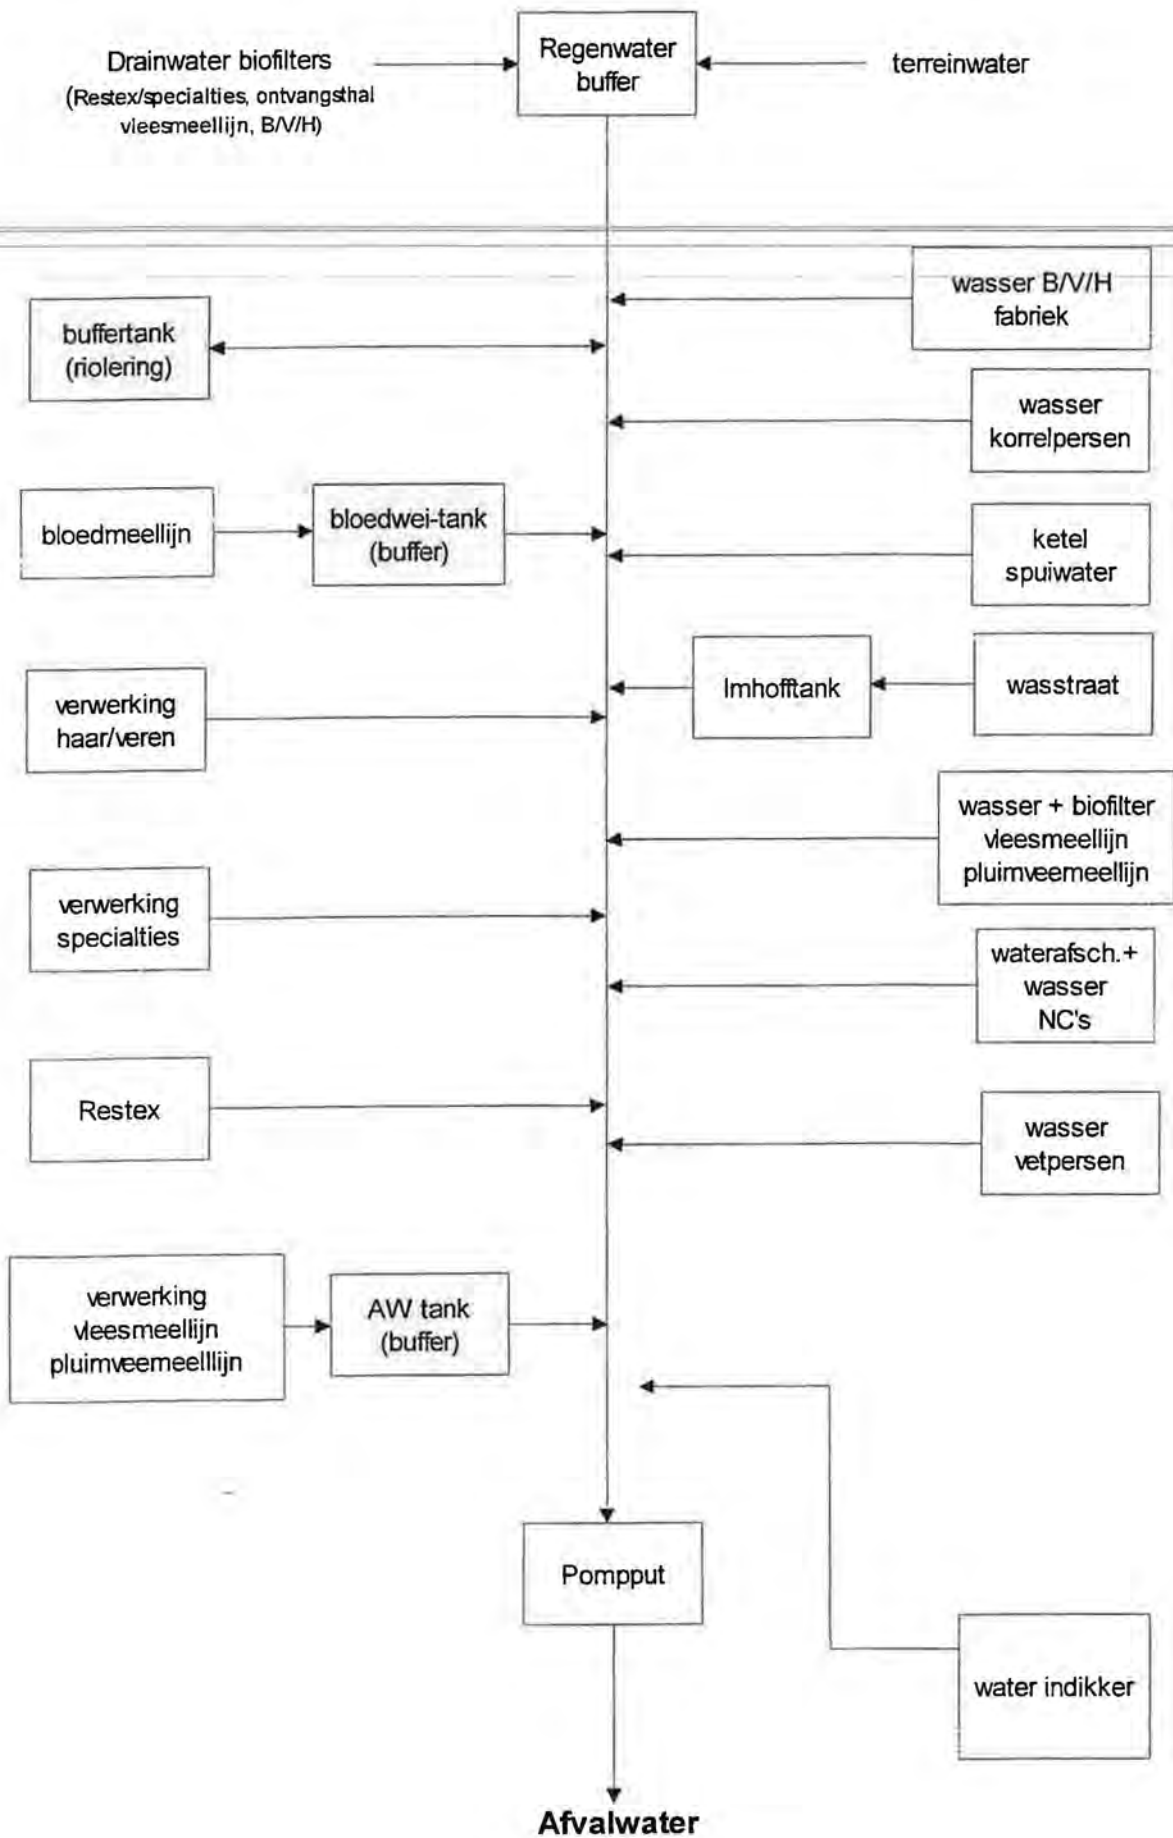 Drainwater biofilters
(Restex/specialties, ontvangsthal
vleesmeellijn, B/V/H)
Regenwater
buffer
terreinwater
buffertank
(riolering)
wasser B/V/H
fabriek
wasser
korrelpersen
bloedmeellijn
bloedwei-tank
(buffer)
ketel
spuiwater
verwerking
haar/veren
Imhofftank
wasstraat
wasser + biofilter
vleesmeellijn
pluimveemeellijn
verwerking
specialties
waterafsch.+
wasser
NC's
Restex
wasser
vetpersen
verwerking
vleesmeellijn
pluimveemeelllijn
AW tank
(buffer)
Pompput
water indikker
Afvalwater